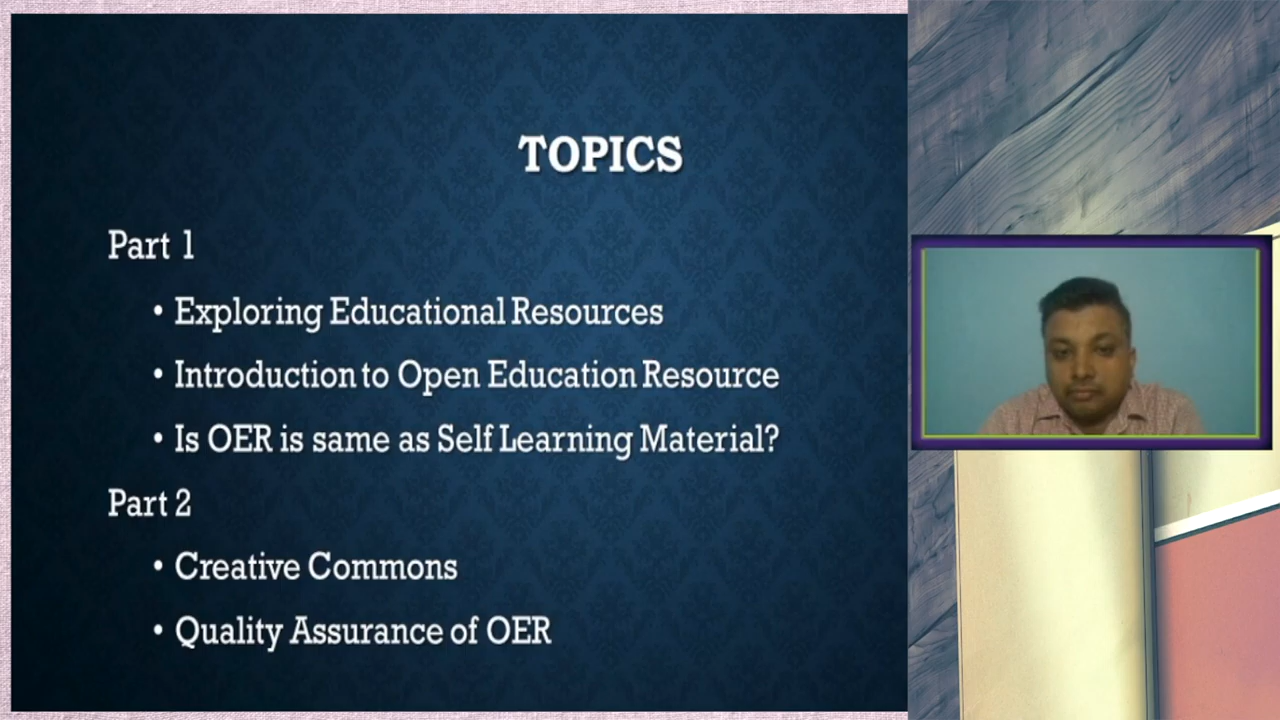 TOPICS
Part 1
• Exploring Educational Resources
• Introduction to Open Education Resource
• Is OER is same as Self Learning Material?
Part 2
• Creative Commons
• Quality Assurance of OER